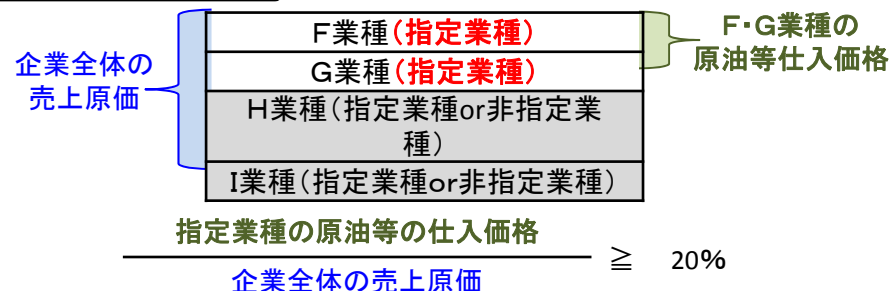 F業種（指定業種）
G業種（指定業種）
H業種（指定業種or非指定業
種）
I業種（指定業種or非指定業種）
企業全体の
売上原価
F・G業種の
原油等仕入価格
指定業種の原油等の仕入価格
企業全体の売上原価
≧ 20%